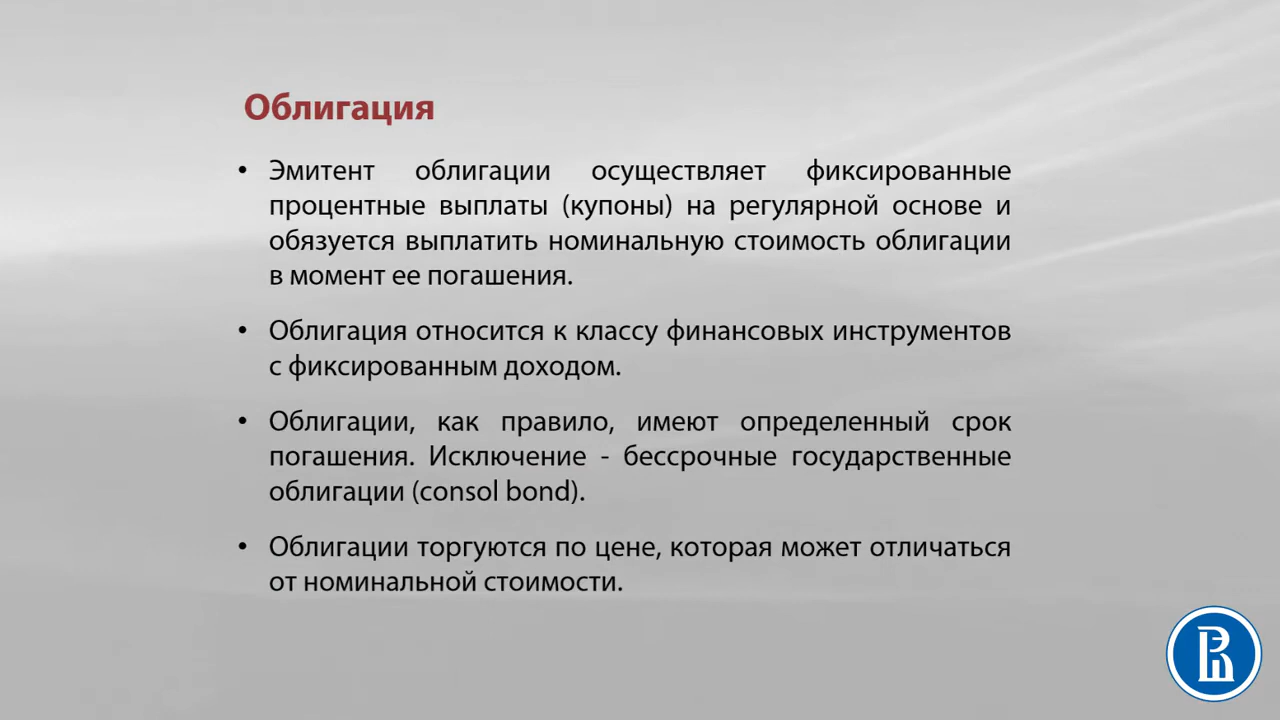 Облигация
• Эмитент облигации осуществляет фиксированные
процентные выплаты (купоны) на регулярной основе и
обязуется выплатить номинальную стоимость облигации
в момент ее погашения.
• Облигация относится к классу финансовых инструментов
с фиксированным доходом.
• Облигации, как правило, имеют определенный срок
погашения. Исключение - бессрочные государственные
облигации (consol bond).
• Облигации торгуются по цене, которая может отличаться
от номинальной стоимости.